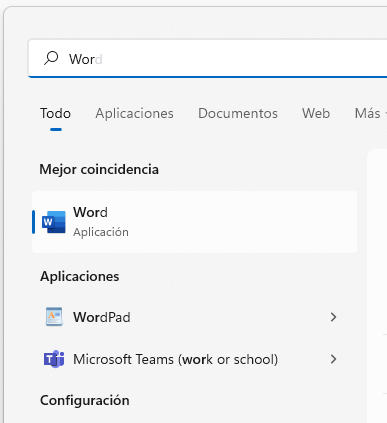 Word
Todo Aplicaciones Documentos Web Más
Mejor coincidencia
Word
Aplicación
Aplicaciones
WordPad
Microsoft Teams (work or school)
Configuración